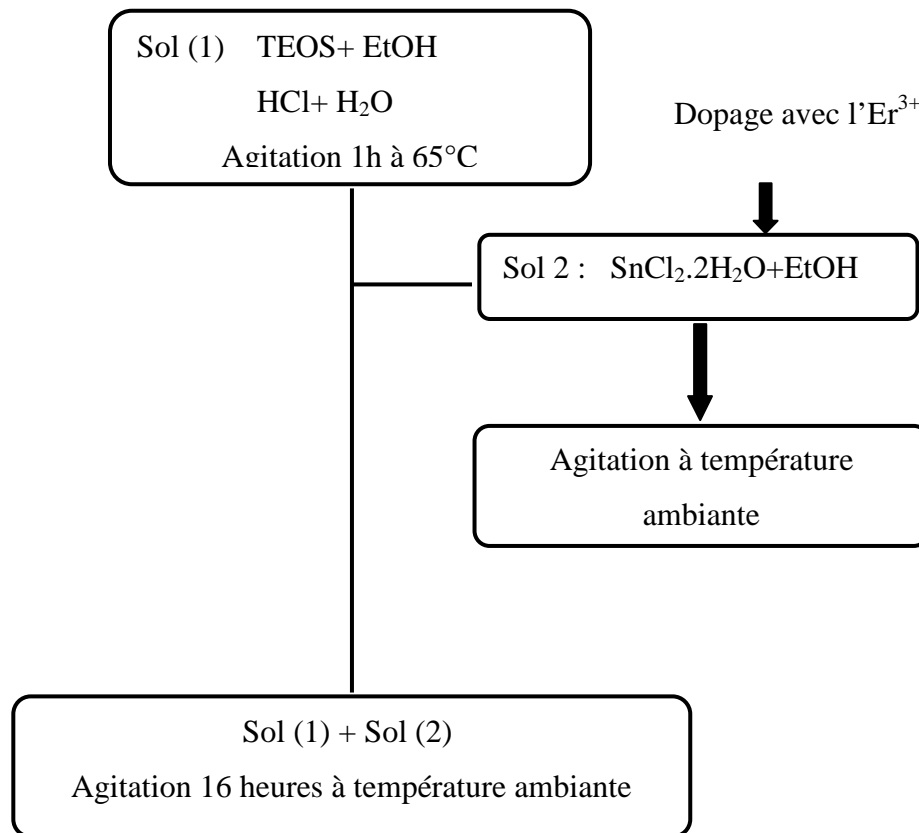 Sol (1) TEOS+ EtOH
HCl+ H₂O
Agitation 1h à 65°C
Dopage avec l’Er³⁺
Sol 2 : SnCl₂.2H₂O+EtOH
Agitation à température
ambiante
Sol (1) + Sol (2)
Agitation 16 heures à température ambiante